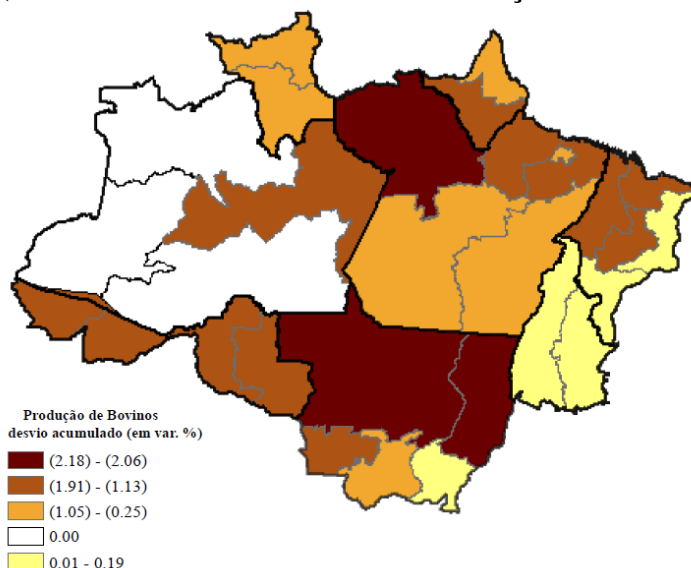 Produção de Bovinos
desvio acumulado (em var. %)
(2.18) - (2.06)
(1.91) - (1.13)
(1.05) - (0.25)
0.00
0.01 - 0.19